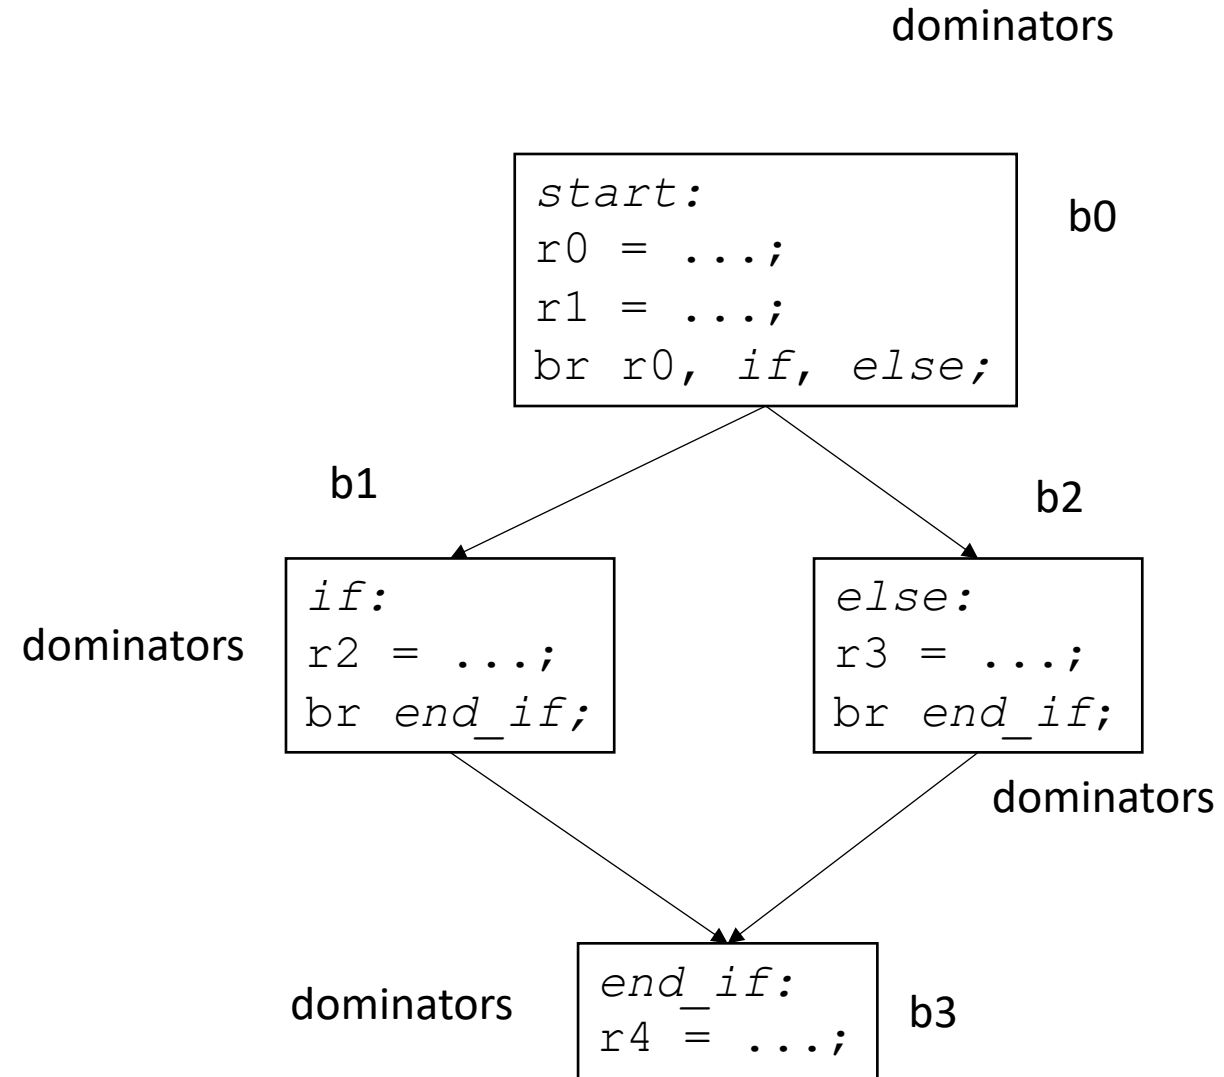 dominators
start:
r0 = ...;
r1 = ...;
br r0, if, else;
b0
b1
b2
dominators
if:
r2 = ...;
br end_if;
else:
r3 = ...;
br end_if;
dominators
dominators
end_if:
r4 = ...;
b3